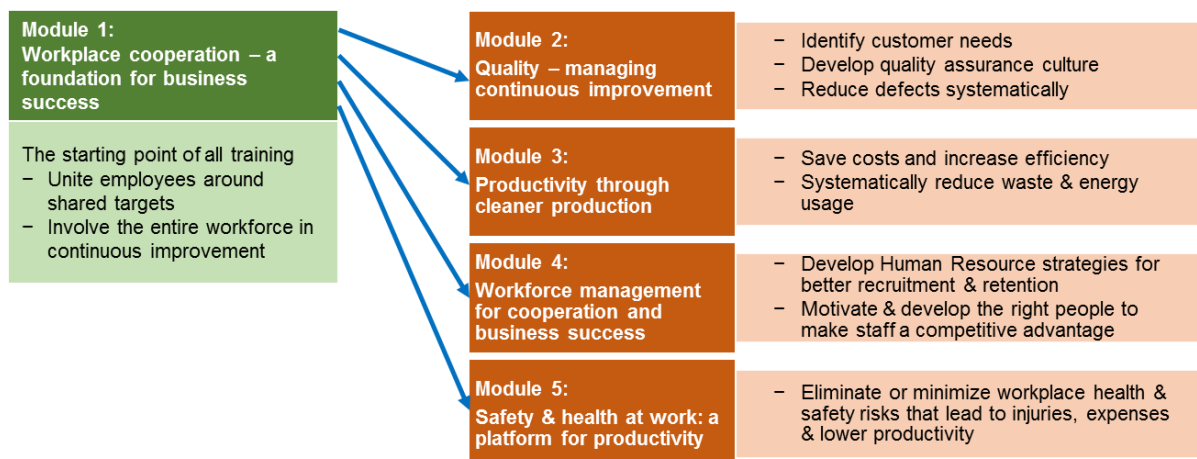 Module 1:
Workplace cooperation – a
foundation for business
success
The starting point of all training
− Unite employees around
shared targets
− Involve the entire workforce in
continuous improvement
Module 2:
Quality – managing
continuous improvement
− Identify customer needs
− Develop quality assurance culture
− Reduce defects systematically
Module 3:
Productivity through
cleaner production
− Save costs and increase efficiency
− Systematically reduce waste & energy
usage
Module 4:
Workforce management
for cooperation and
business success
− Develop Human Resource strategies for
better recruitment & retention
− Motivate & develop the right people to
make staff a competitive advantage
Module 5:
Safety & health at work: a
platform for productivity
− Eliminate or minimize workplace health &
safety risks that lead to injuries, expenses
& lower productivity